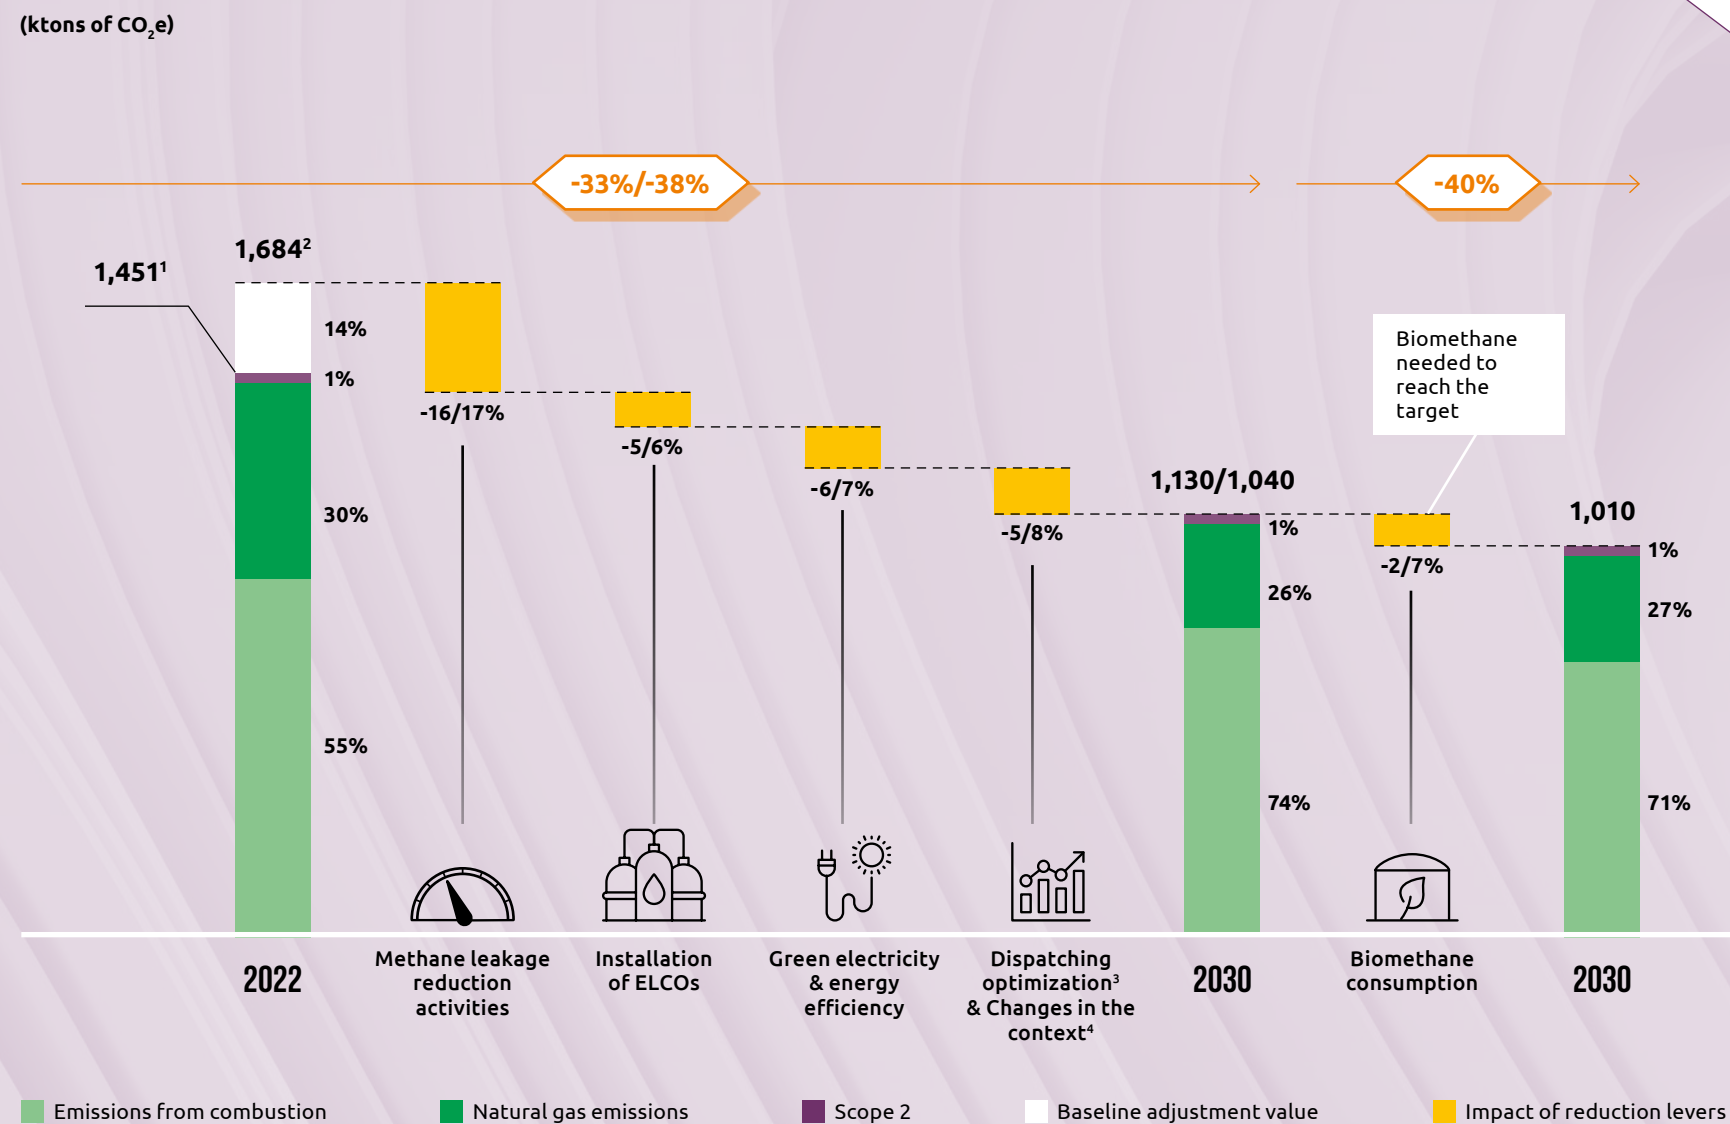 (ktons of CO₂e)
-33%/-38%
-40%
1,451¹
1,684²
14%
1%
30%
55%
-16/17%
-5/6%
-6/7%
-5/8%
1,130/1,040
1%
26%
74%
Biomethane
needed to
reach the
target
-2/7%
1,010
1%
27%
71%
2022
Methane leakage
reduction
activities
Installation
of ELCOs
Green electricity
& energy
efficiency
Dispatching
optimization³
& Changes in the
context⁴
2030
Biomethane
consumption
2030
Emissions from combustion
Natural gas emissions
Scope 2
Baseline adjustment value
Impact of reduction levers